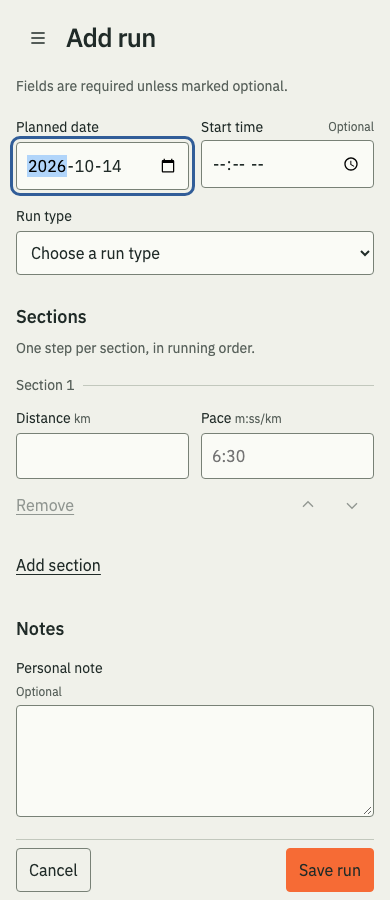 Add run
Fields are required unless marked optional.
Planned date
Start time Optional
2026-10-14
--:-- --
Run type
Choose a run type
Sections
One step per section, in running order.
Section 1
Distance km
Pace m:ss/km
6:30
Remove
Add section
Notes
Personal note
Optional
Cancel
Save run